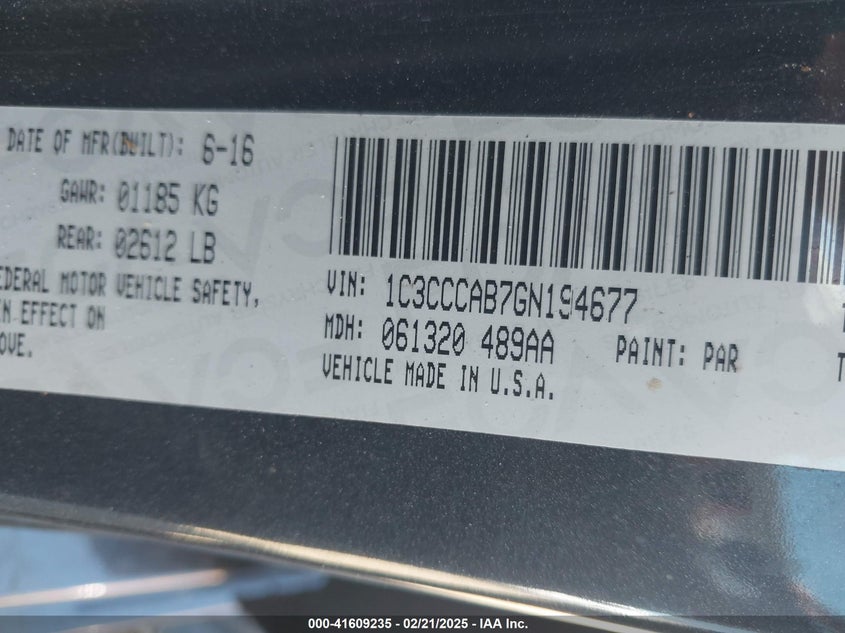 DATE OF MFR(BUILT): 6-16
GAWR: 01185 KG
REAR: 02612 LB
EDERAL MOTOR VEHICLE SAFETY,
EN EFFECT ON
OVE.
VIN: 1C3CCCAB7GN194677
MDH: 061320 489AA
PAINT: PAR
VEHICLE MADE IN U.S.A.
000-41609235 - 02/21/2025 - IAA Inc.